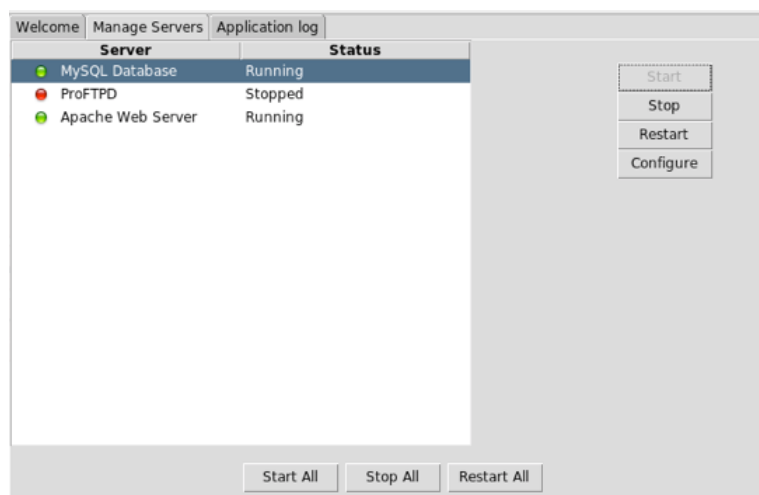 Welcome Manage Servers Application log
Server Status
MySQL Database Running
ProFTPD Stopped
Apache Web Server Running
Start
Stop
Restart
Configure
Start All Stop All Restart All